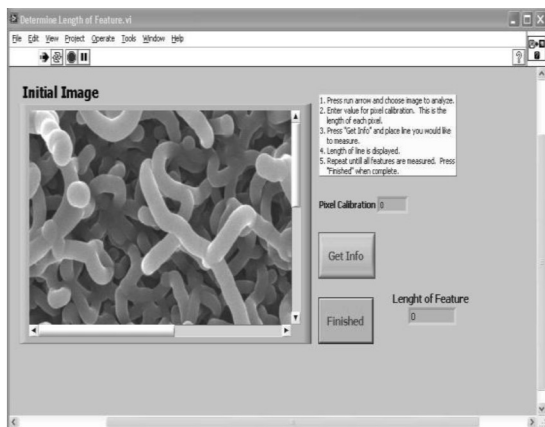 Determine Length of Feature.vi
File Edit View Project Operate Tools Window Help
Initial Image
1. Press run arrow and choose image to analyze.
2. Enter value for pixel calibration. This is the
length of each pixel.
3. Press "Get Info" and place line you would like
to measure.
4. Length of line is displayed.
5. Repeat untill all features are measured. Press
"Finished" when complete.
Pixel Calibration 0
Get Info
Lenght of Feature
0
Finished